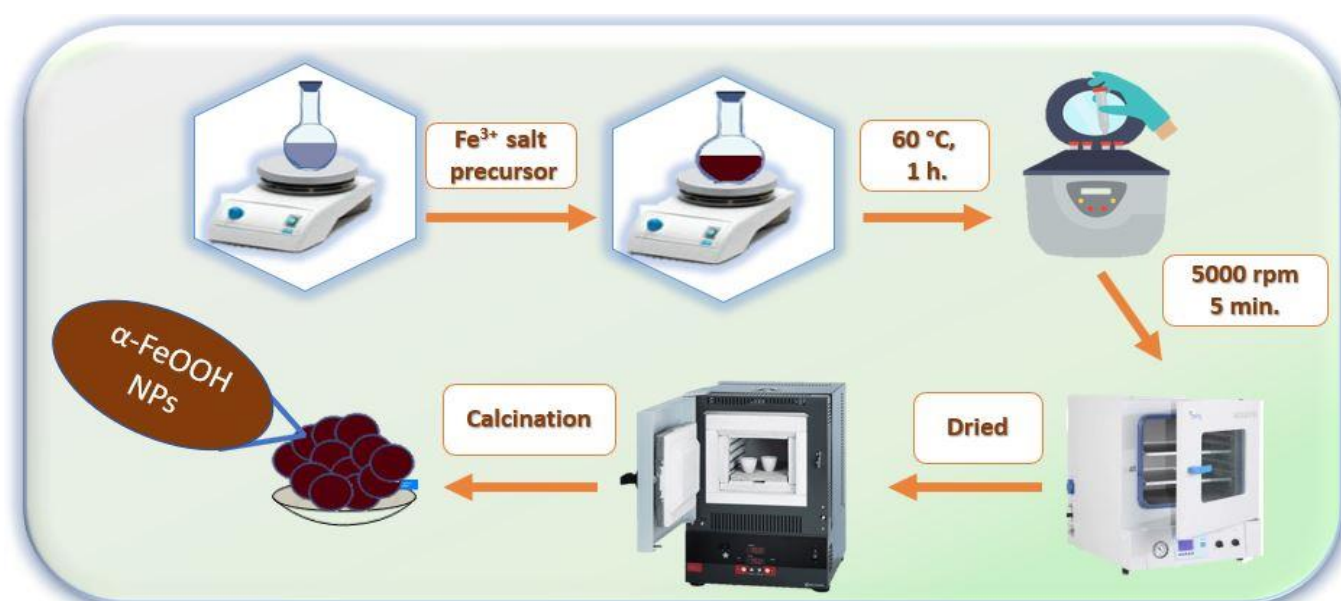 Fe³⁺ salt
precursor
60 °C,
1 h.
5000 rpm
5 min.
Dried
Calcination
α-FeOOH
NPs